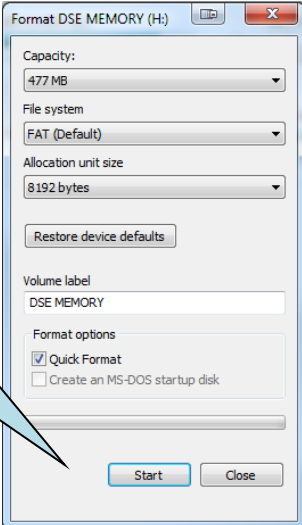 Format DSE MEMORY (H:)
Capacity:
477 MB
File system
FAT (Default)
Allocation unit size
8192 bytes
Restore device defaults
Volume label
DSE MEMORY
Format options
Quick Format
Create an MS-DOS startup disk
Start Close